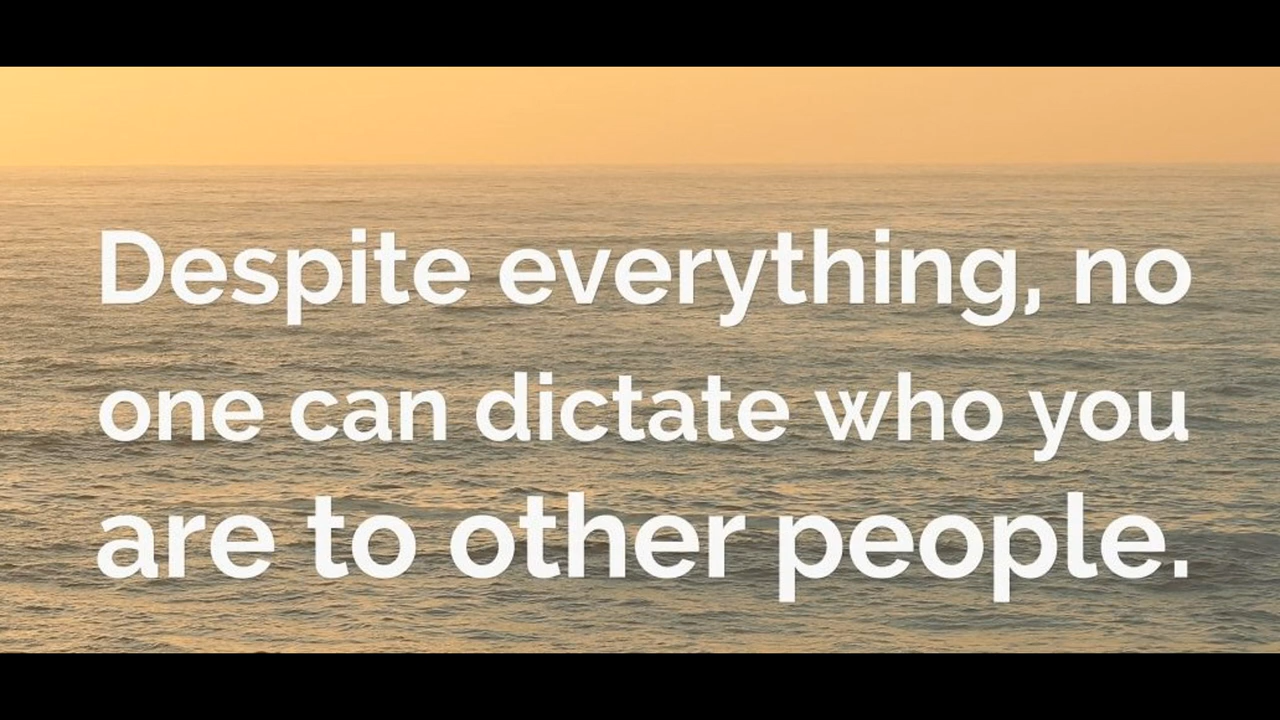 Despite everything, no
one can dictate who you
are to other people.